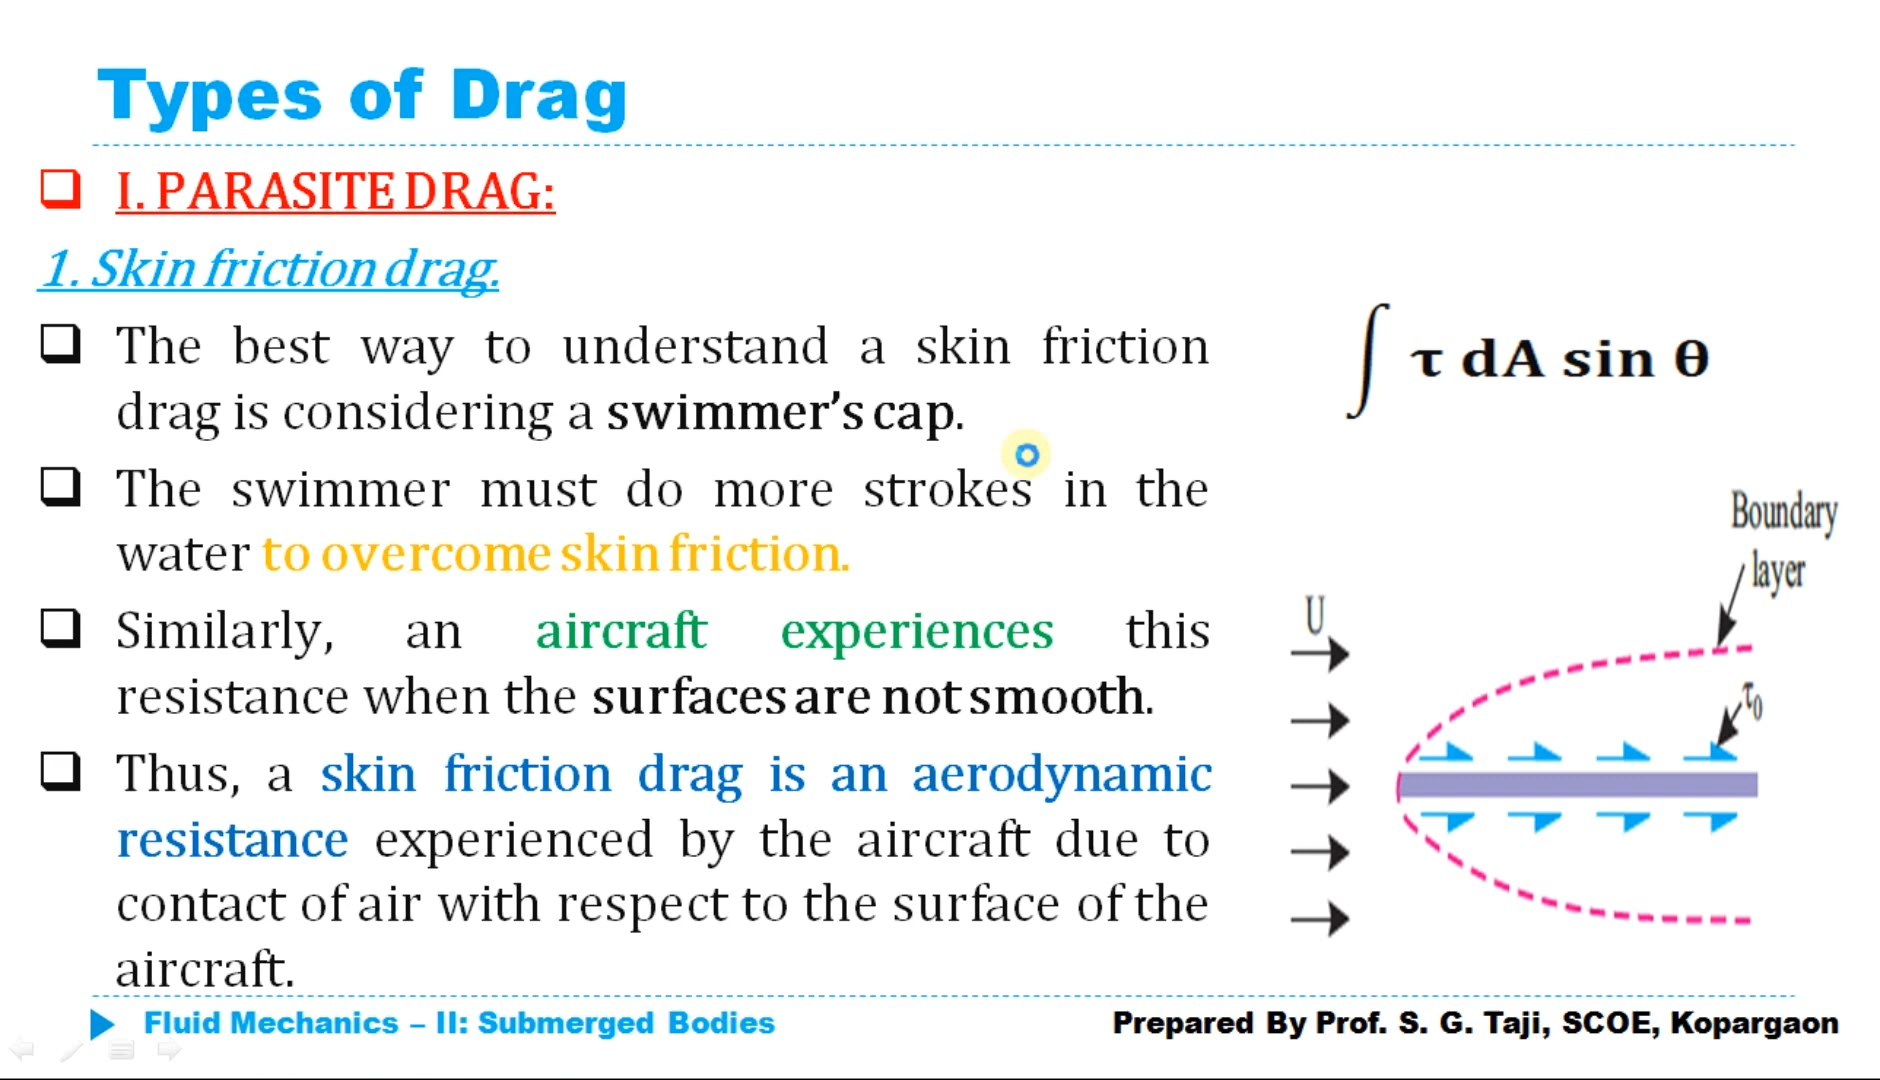 Types of Drag
I. PARASITE DRAG:
1. Skin friction drag.
The best way to understand a skin friction
drag is considering a swimmer's cap.
The swimmer must do more strokes in the
water to overcome skin friction.
Similarly, an aircraft experiences this
resistance when the surfaces are not smooth.
Thus, a skin friction drag is an aerodynamic
resistance experienced by the aircraft due to
contact of air with respect to the surface of the
aircraft.
∫ τ dA sin θ
Boundary
layer
U
τ₀
Fluid Mechanics – II: Submerged Bodies
Prepared By Prof. S. G. Taji, SCOE, Kopargaon